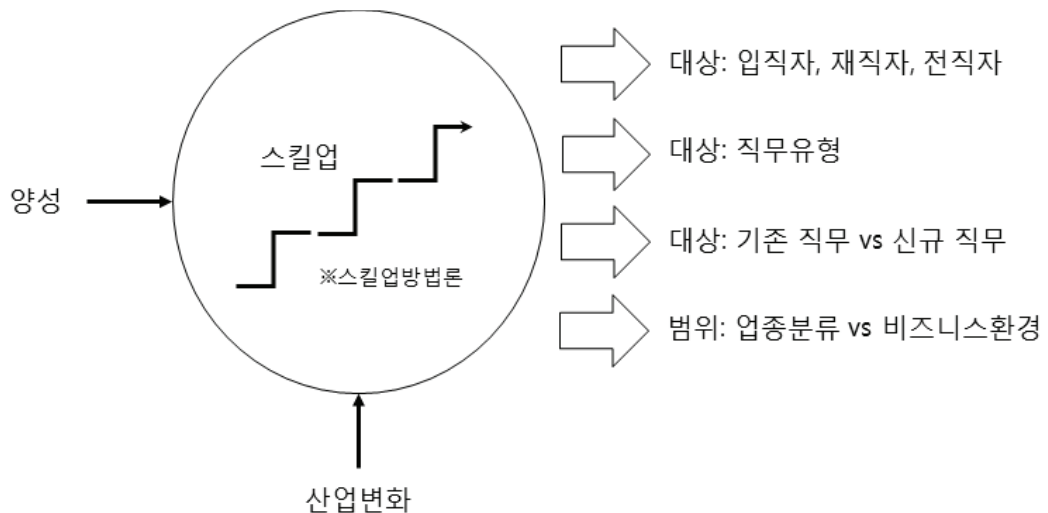 대상: 입직자, 재직자, 전직자
스킬업
대상: 직무유형
양성
대상: 기존 직무 vs 신규 직무
※스킬업방법론
범위: 업종분류 vs 비즈니스환경
산업변화